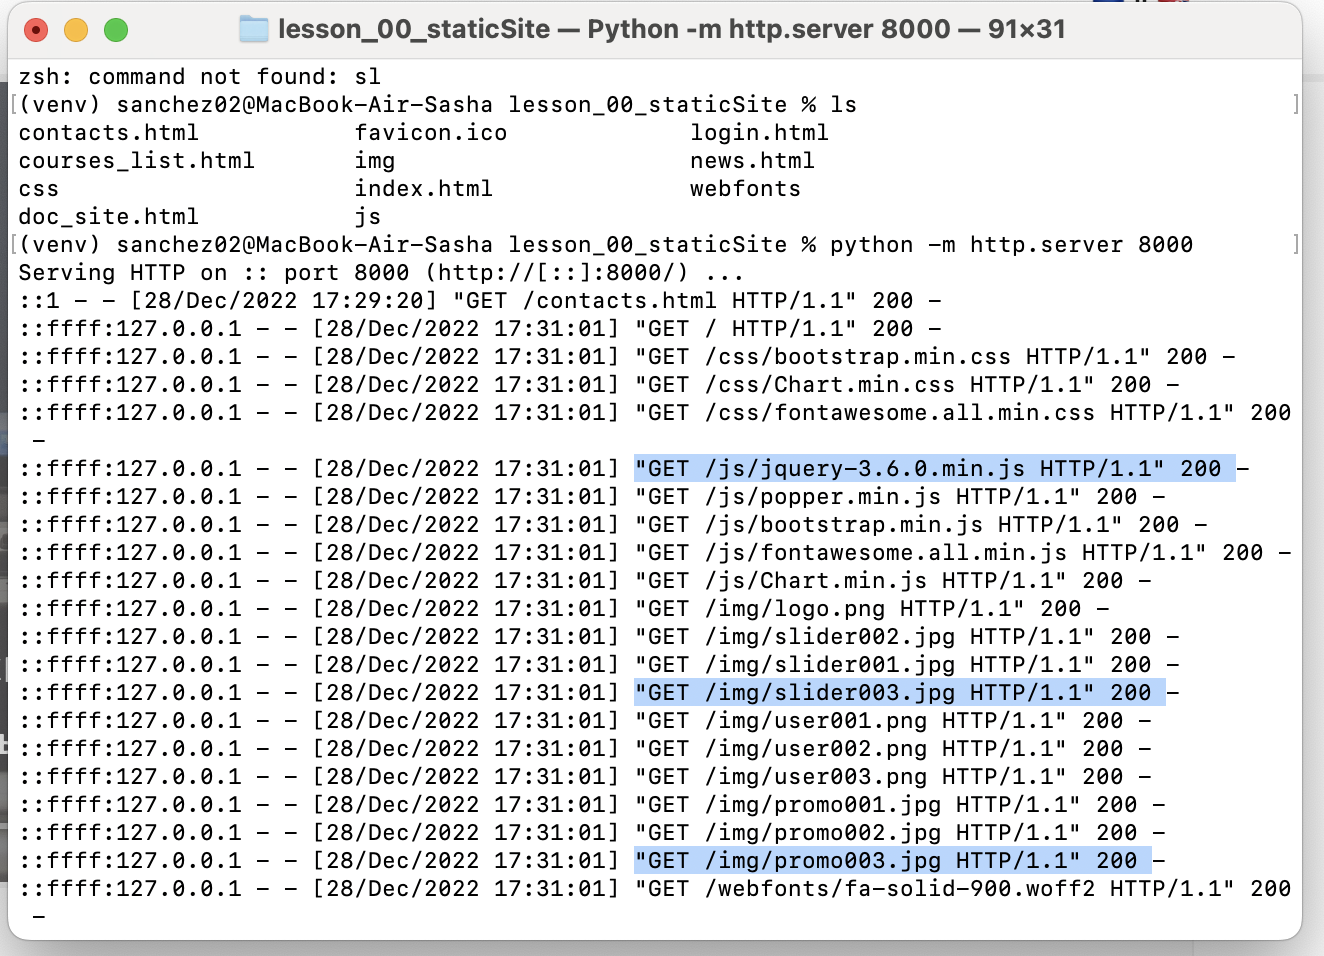 lesson_00_staticSite — Python -m http.server 8000 — 91×31
zsh: command not found: sl
[(venv) sanchez02@MacBook-Air-Sasha lesson_00_staticSite % ls ]
contacts.html favicon.ico login.html
courses_list.html img news.html
css index.html webfonts
doc_site.html js
[(venv) sanchez02@MacBook-Air-Sasha lesson_00_staticSite % python -m http.server 8000 ]
Serving HTTP on :: port 8000 (http://[::]:8000/) ...
::1 - - [28/Dec/2022 17:29:20] "GET /contacts.html HTTP/1.1" 200 -
::ffff:127.0.0.1 - - [28/Dec/2022 17:31:01] "GET / HTTP/1.1" 200 -
::ffff:127.0.0.1 - - [28/Dec/2022 17:31:01] "GET /css/bootstrap.min.css HTTP/1.1" 200 -
::ffff:127.0.0.1 - - [28/Dec/2022 17:31:01] "GET /css/Chart.min.css HTTP/1.1" 200 -
::ffff:127.0.0.1 - - [28/Dec/2022 17:31:01] "GET /css/fontawesome.all.min.css HTTP/1.1" 200
-
::ffff:127.0.0.1 - - [28/Dec/2022 17:31:01] "GET /js/jquery-3.6.0.min.js HTTP/1.1" 200 -
::ffff:127.0.0.1 - - [28/Dec/2022 17:31:01] "GET /js/popper.min.js HTTP/1.1" 200 -
::ffff:127.0.0.1 - - [28/Dec/2022 17:31:01] "GET /js/bootstrap.min.js HTTP/1.1" 200 -
::ffff:127.0.0.1 - - [28/Dec/2022 17:31:01] "GET /js/fontawesome.all.min.js HTTP/1.1" 200 -
::ffff:127.0.0.1 - - [28/Dec/2022 17:31:01] "GET /js/Chart.min.js HTTP/1.1" 200 -
::ffff:127.0.0.1 - - [28/Dec/2022 17:31:01] "GET /img/logo.png HTTP/1.1" 200 -
::ffff:127.0.0.1 - - [28/Dec/2022 17:31:01] "GET /img/slider002.jpg HTTP/1.1" 200 -
::ffff:127.0.0.1 - - [28/Dec/2022 17:31:01] "GET /img/slider001.jpg HTTP/1.1" 200 -
::ffff:127.0.0.1 - - [28/Dec/2022 17:31:01] "GET /img/slider003.jpg HTTP/1.1" 200 -
::ffff:127.0.0.1 - - [28/Dec/2022 17:31:01] "GET /img/user001.png HTTP/1.1" 200 -
::ffff:127.0.0.1 - - [28/Dec/2022 17:31:01] "GET /img/user002.png HTTP/1.1" 200 -
::ffff:127.0.0.1 - - [28/Dec/2022 17:31:01] "GET /img/user003.png HTTP/1.1" 200 -
::ffff:127.0.0.1 - - [28/Dec/2022 17:31:01] "GET /img/promo001.jpg HTTP/1.1" 200 -
::ffff:127.0.0.1 - - [28/Dec/2022 17:31:01] "GET /img/promo002.jpg HTTP/1.1" 200 -
::ffff:127.0.0.1 - - [28/Dec/2022 17:31:01] "GET /img/promo003.jpg HTTP/1.1" 200 -
::ffff:127.0.0.1 - - [28/Dec/2022 17:31:01] "GET /webfonts/fa-solid-900.woff2 HTTP/1.1" 200
-